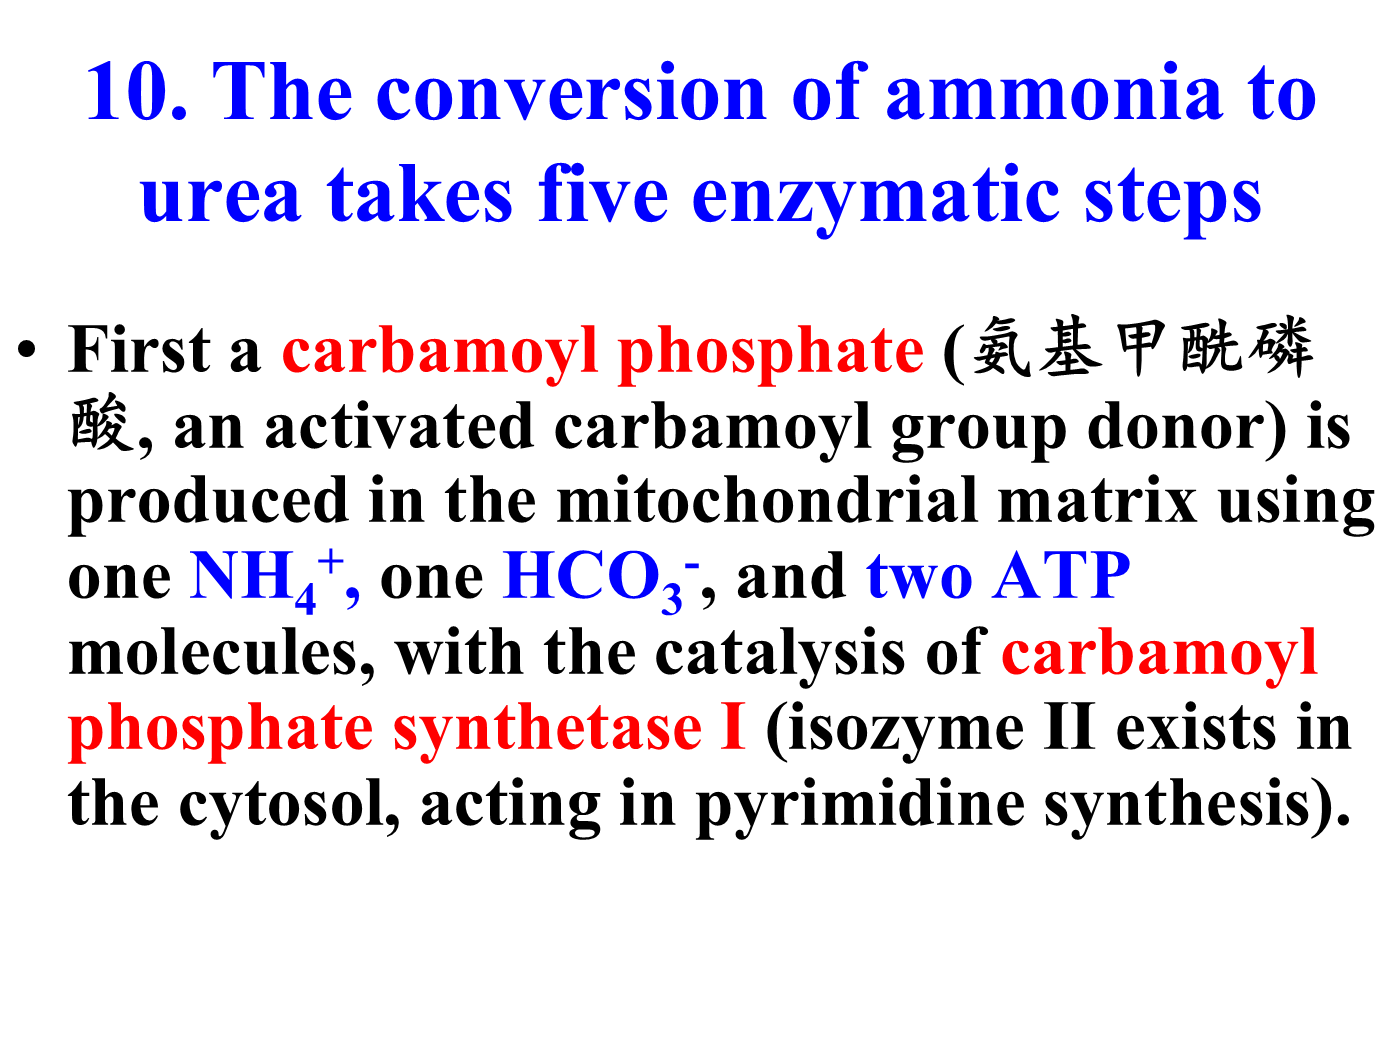 10. The conversion of ammonia to
urea takes five enzymatic steps
• First a carbamoyl phosphate (氨基甲酰磷
酸, an activated carbamoyl group donor) is
produced in the mitochondrial matrix using
one NH₄⁺, one HCO₃⁻, and two ATP
molecules, with the catalysis of carbamoyl
phosphate synthetase I (isozyme II exists in
the cytosol, acting in pyrimidine synthesis).